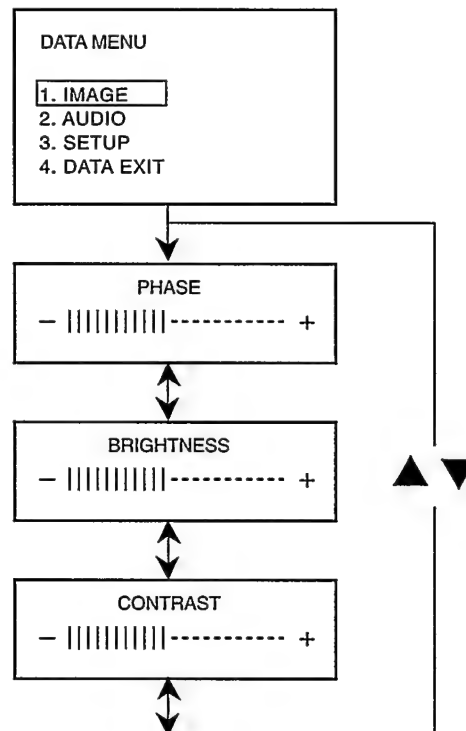 DATA MENU
1. IMAGE
2. AUDIO
3. SETUP
4. DATA EXIT
PHASE
– ||||||||||----------- +
BRIGHTNESS
– ||||||||||----------- +
CONTRAST
– ||||||||||----------- +
▲ ▼